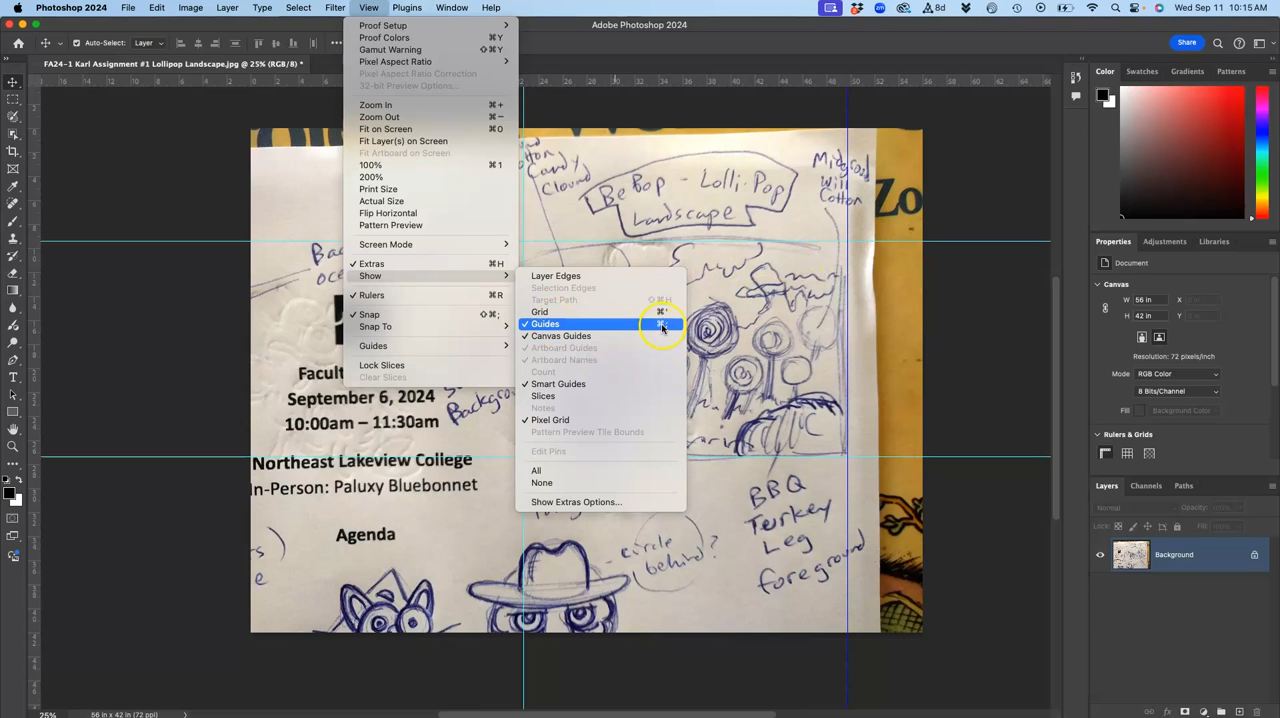 Photoshop File Edit Image Layer Type Select Filter View Plugins Window Help 8d Wed Sep 11 10:15 AM
Adobe Photoshop 2024
Auto-Select: Layer
Share
FA24-1 Karl Assignment #1 Lollipop Landscape.jpg @ 25% (RGB/8) *
Proof Setup
Proof Colors ⌘Y
Gamut Warning ⇧⌘Y
Pixel Aspect Ratio
Pixel Aspect Ratio Correction
32-bit Preview Options...
Zoom In ⌘+
Zoom Out ⌘−
Fit on Screen ⌘0
Fit Layer(s) on Screen
Fit Artboard on Screen
100% ⌘1
200%
Print Size
Actual Size
Flip Horizontal
Pattern Preview
Screen Mode
Extras ⌘H
Show
Rulers ⌘R
Snap ⇧⌘;
Snap To
Guides
Lock Slices
Clear Slices
Layer Edges
Selection Edges
Target Path ⇧⌘H
Grid ⌘'
Guides ⌘;
Canvas Guides
Artboard Guides
Artboard Names
Count
Smart Guides
Slices
Notes
Pixel Grid
Pattern Preview Tile Bounds
Edit Pins
All
None
Show Extras Options...
Candy
Clound
BeBop - Lolli-Pop
Landscape
Midground
Will
Cotton
Zo
September 6, 2024
10:00am – 11:30am
Background
Northeast Lakeview College
In-Person: Paluxy Bluebonnet
Agenda
circle
behind?
BBQ
Turkey
Leg
foreground
Color Swatches Gradients Patterns
Properties Adjustments Libraries
Document
Canvas
W 56 in X
H 42 in Y
Resolution: 72 pixels/inch
Mode RGB Color
8 Bits/Channel
Fill Background Color
Rulers & Grids
Layers Channels Paths
Normal Opacity:
Lock: Fill:
Background
25% 56 in x 42 in (72 ppi)